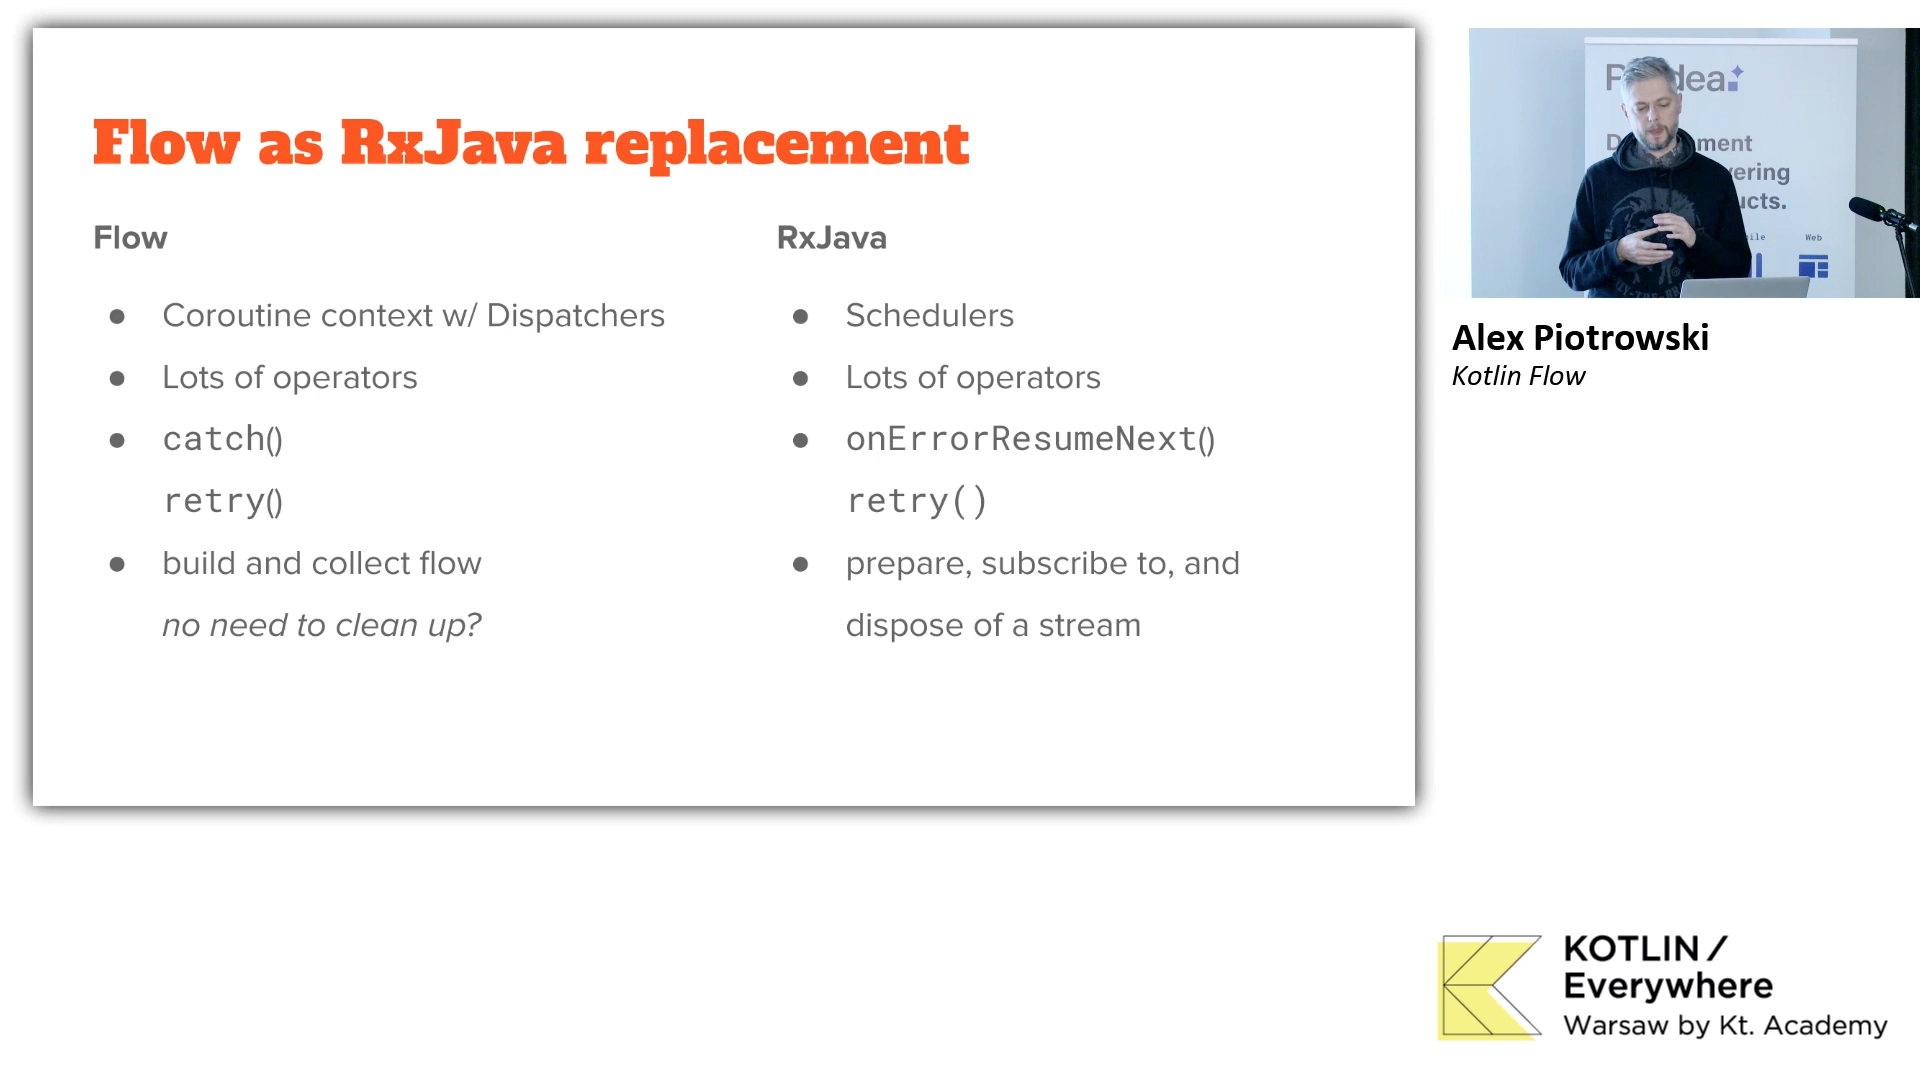 Flow as RxJava replacement
Flow
● Coroutine context w/ Dispatchers
● Lots of operators
● catch()
retry()
● build and collect flow
no need to clean up?
RxJava
● Schedulers
● Lots of operators
● onErrorResumeNext()
retry()
● prepare, subscribe to, and
dispose of a stream
Web
Alex Piotrowski
Kotlin Flow
KOTLIN /
Everywhere
Warsaw by Kt. Academy